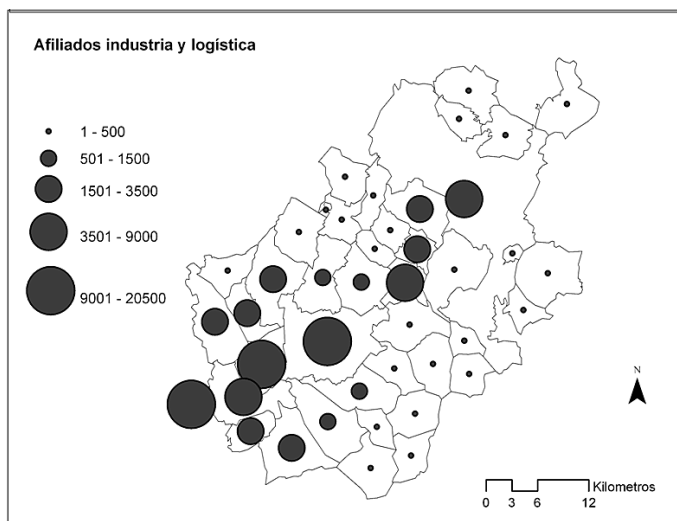 Afiliados industria y logística
1 - 500
501 - 1500
1501 - 3500
3501 - 9000
9001 - 20500
N
Kilometros
0 3 6 12